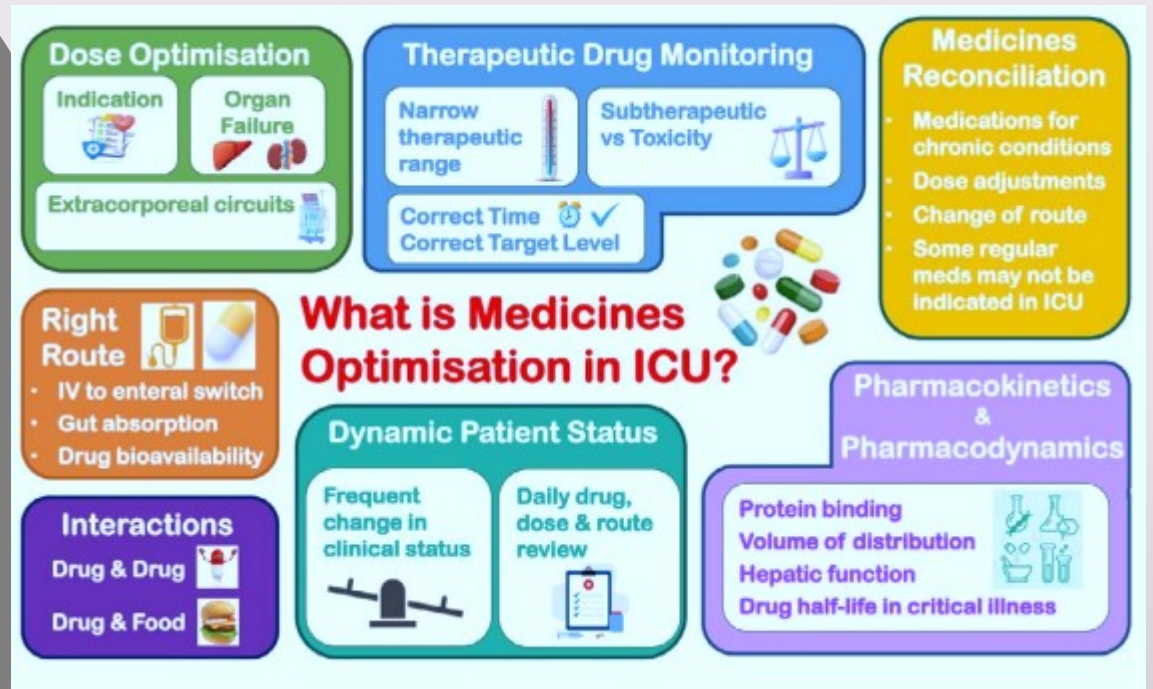 Dose Optimisation
Indication
Organ
Failure
Extracorporeal circuits
Therapeutic Drug Monitoring
Narrow
therapeutic
range
Subtherapeutic
vs Toxicity
Correct Time
Correct Target Level
Medicines
Reconciliation
• Medications for
chronic conditions
• Dose adjustments
• Change of route
• Some regular
meds may not be
indicated in ICU
Right
Route
• IV to enteral switch
• Gut absorption
• Drug bioavailability
What is Medicines
Optimisation in ICU?
Interactions
Drug & Drug
Drug & Food
Dynamic Patient Status
Frequent
change in
clinical status
Daily drug,
dose & route
review
Pharmacokinetics
&
Pharmacodynamics
Protein binding
Volume of distribution
Hepatic function
Drug half-life in critical illness